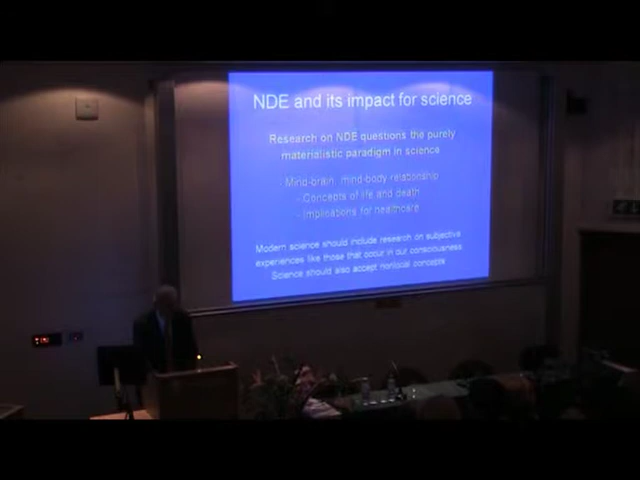 NDE and its impact for science
Research on NDE questions the purely
materialistic paradigm in science
- Mind-brain, mind-body relationship
- Concepts of life and death
- Implications for healthcare
Modern science should include research on subjective
experiences like those that occur in our consciousness
Science should also accept nonlocal concepts